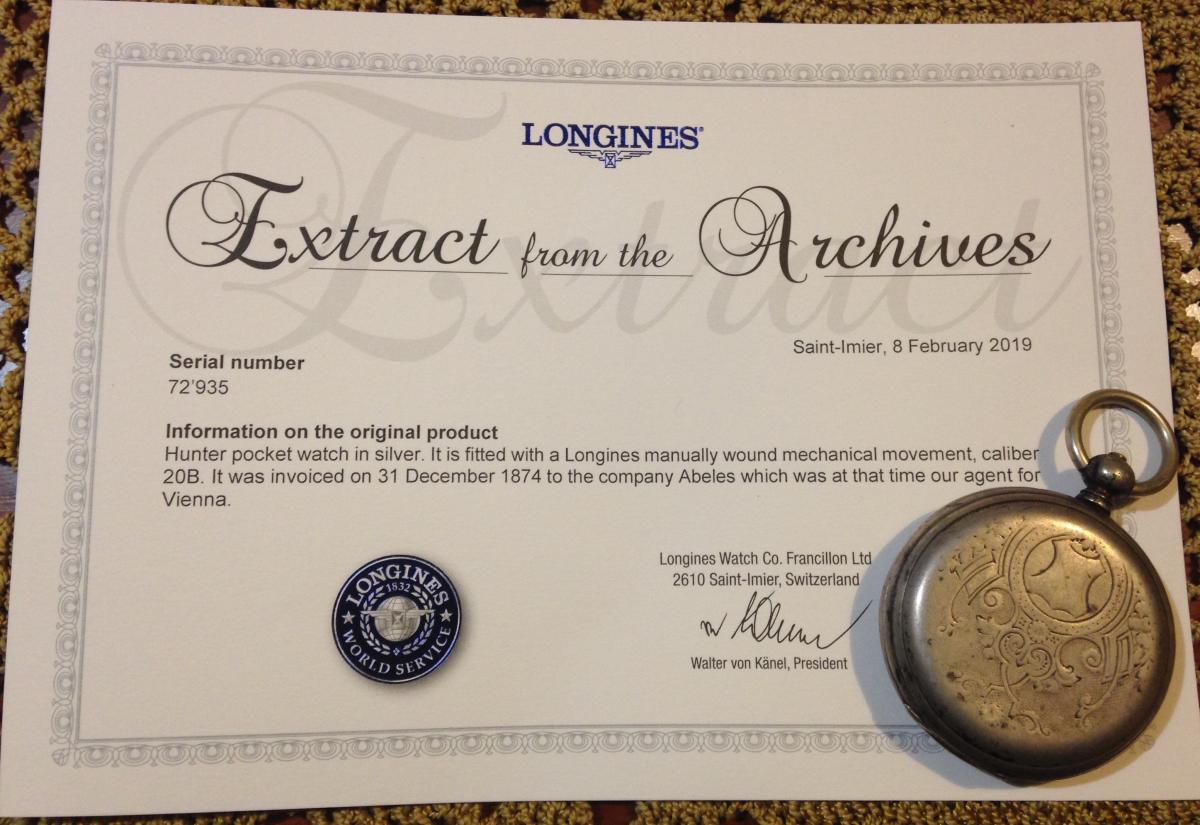 LONGINES®
Extract from the Archives
Extract
Saint-Imier, 8 February 2019
Serial number
72'935
Information on the original product
Hunter pocket watch in silver. It is fitted with a Longines manually wound mechanical movement, caliber
20B. It was invoiced on 31 December 1874 to the company Abeles which was at that time our agent for
Vienna.
LONGINES
1832
WORLD SERVICE
Longines Watch Co. Francillon Ltd
2610 Saint-Imier, Switzerland
Walter von Känel, President